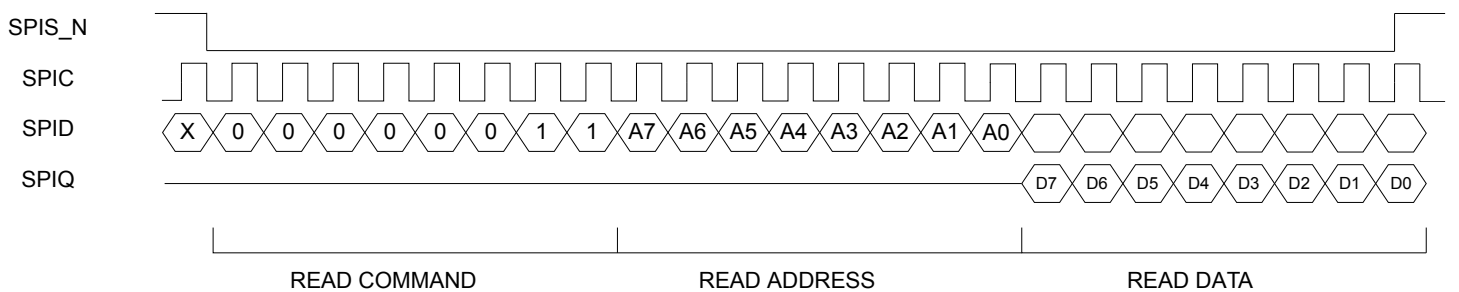 SPIS_N
SPIC
SPID X 0 0 0 0 0 0 1 1 A7 A6 A5 A4 A3 A2 A1 A0
SPIQ D7 D6 D5 D4 D3 D2 D1 D0
READ COMMAND READ ADDRESS READ DATA